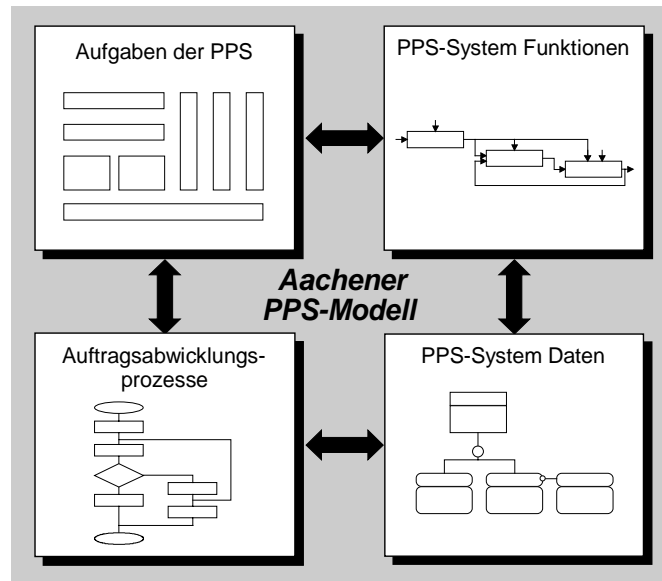 Aufgaben der PPS
PPS-System Funktionen
Aachener
PPS-Modell
Auftragsabwicklungs-
prozesse
PPS-System Daten